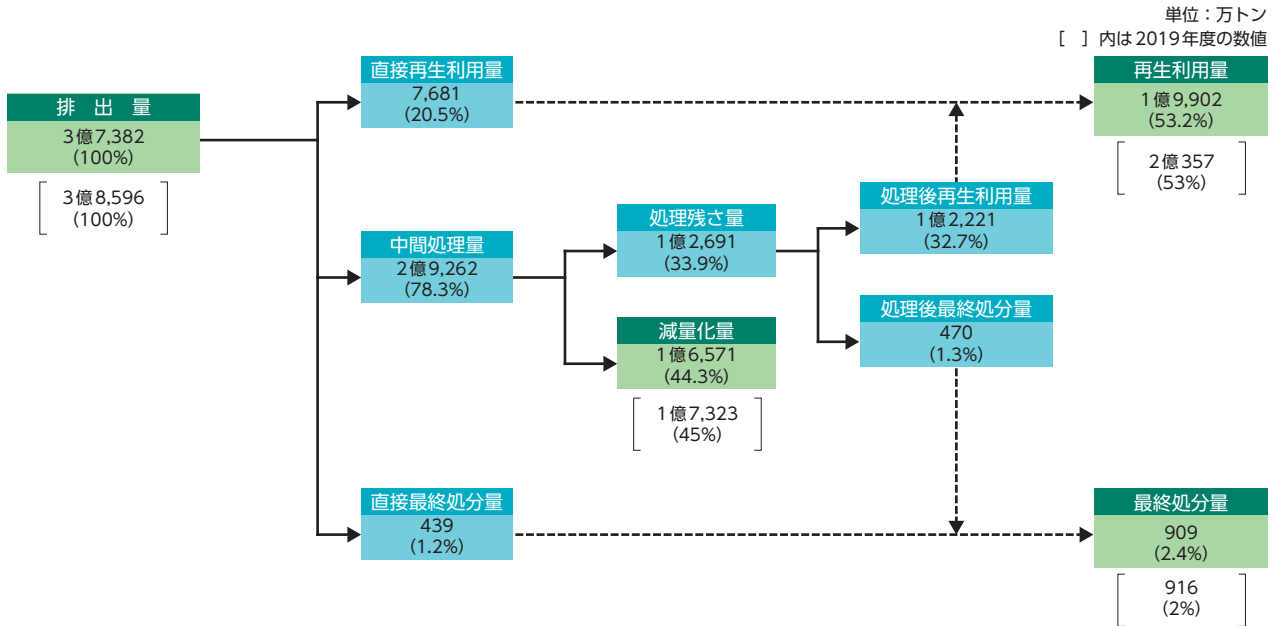 単位：万トン
[ ] 内は2019年度の数値
排 出 量
3億7,382
(100%)
3億8,596
(100%)
直接再生利用量
7,681
(20.5%)
中間処理量
2億9,262
(78.3%)
直接最終処分量
439
(1.2%)
処理残さ量
1億2,691
(33.9%)
減量化量
1億6,571
(44.3%)
1億7,323
(45%)
処理後再生利用量
1億2,221
(32.7%)
処理後最終処分量
470
(1.3%)
再生利用量
1億9,902
(53.2%)
2億357
(53%)
最終処分量
909
(2.4%)
916
(2%)